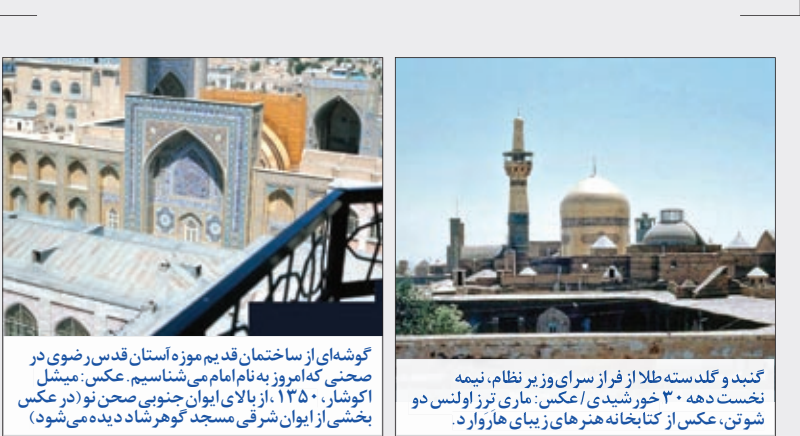 گنبد و گلدسته طلا از فراز سرای وزیر نظام، نیمه
نخست دهه ۳۰ خورشیدی / عکس: ماری ترز اولنس دو
شوتن، عکس از کتابخانه هنرهای زیبای هاروارد.
گوشه‌ای از ساختمان قدیم موزه آستان قدس رضوی در
صحنی که امروز به نام امام می‌شناسیم. عکس: میشل
اکوشار، ۱۳۵۰، از بالای ایوان جنوبی صحن نو (در عکس
بخشی از ایوان شرقی مسجد گوهرشاد دیده می‌شود)